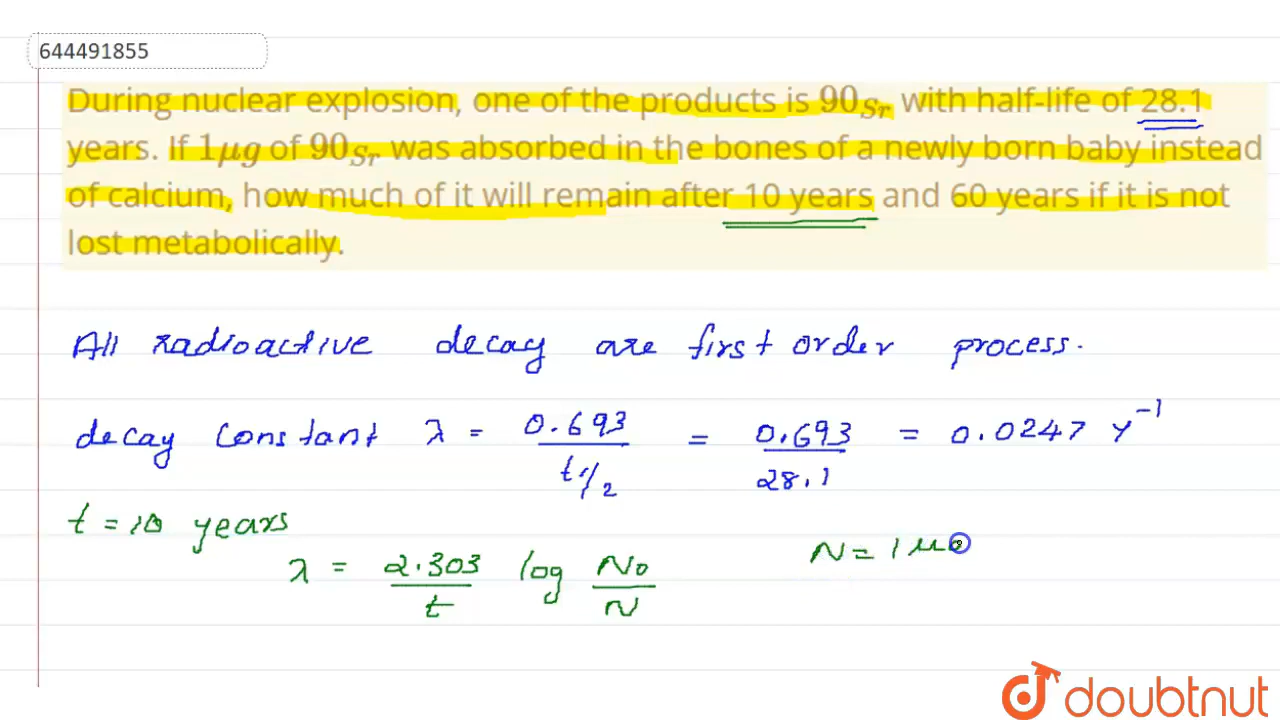 644491855
During nuclear explosion, one of the products is 90Sr with half-life of 28.1
years. If 1μg of 90Sr was absorbed in the bones of a newly born baby instead
of calcium, how much of it will remain after 10 years and 60 years if it is not
lost metabolically.
All radioactive decay are first order process.
decay constant λ = 0.693 / t1/2 = 0.693 / 28.1 = 0.0247 y⁻¹
t = 10 years
λ = 2.303 / t log No / N
N = 1 μ
doubtnut